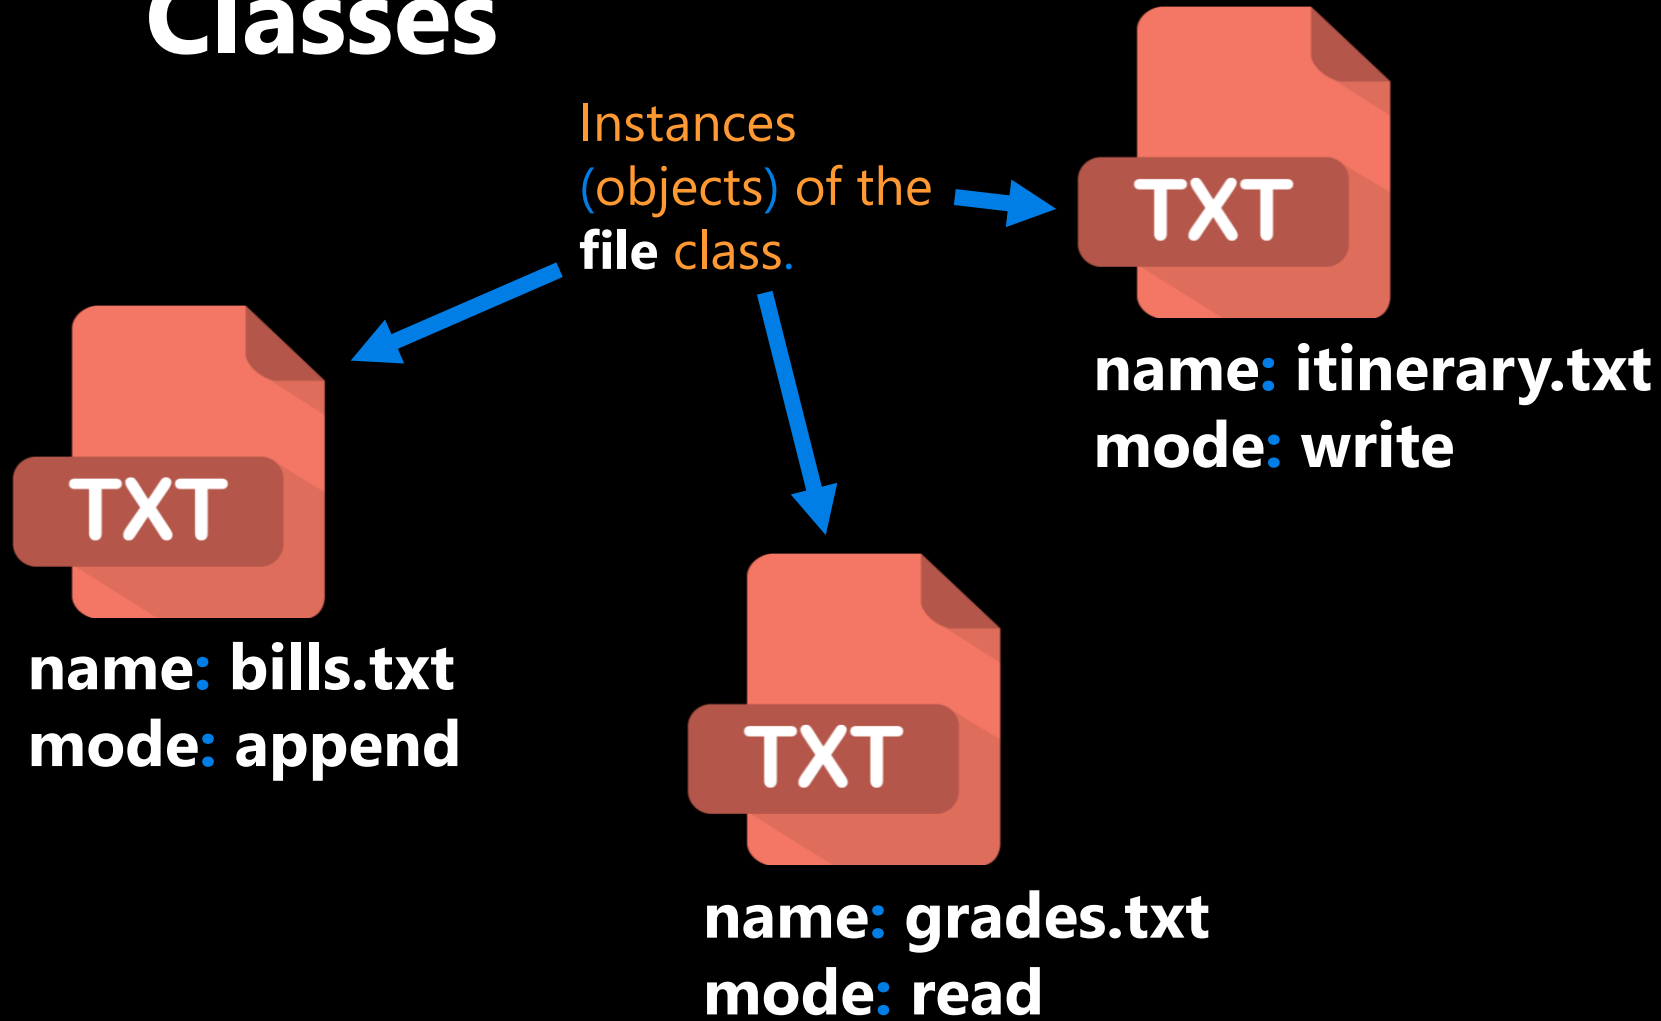 Classes
Instances
(objects) of the
file class.
TXT
name: itinerary.txt
mode: write
TXT
name: bills.txt
mode: append
TXT
name: grades.txt
mode: read